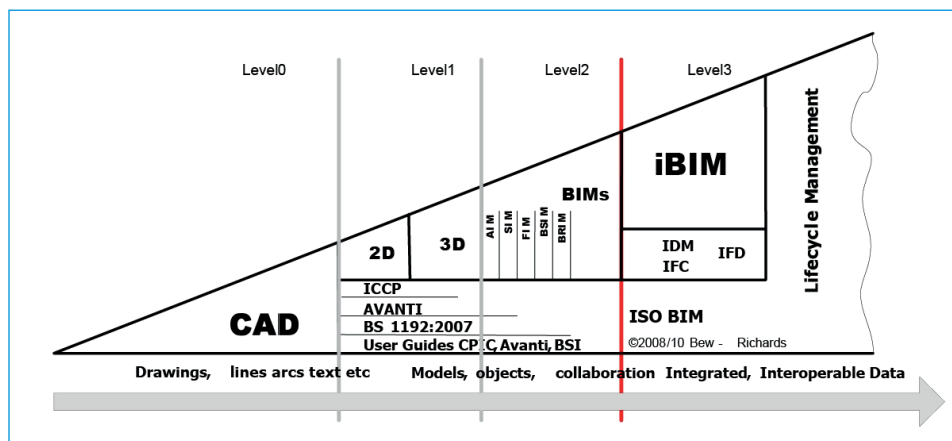 Level0
Level1
Level2
Level3
Lifecycle Management
iBIM
BIMs
AIM
SIM
FIM
BSIM
BRIM
2D
3D
IDM
IFC
IFD
CAD
ICCP
AVANTI
BS 1192:2007
User Guides CPIC, Avanti, BSI
ISO BIM
©2008/10 Bew - Richards
Drawings, lines arcs text etc
Models, objects, collaboration
Integrated, Interoperable Data